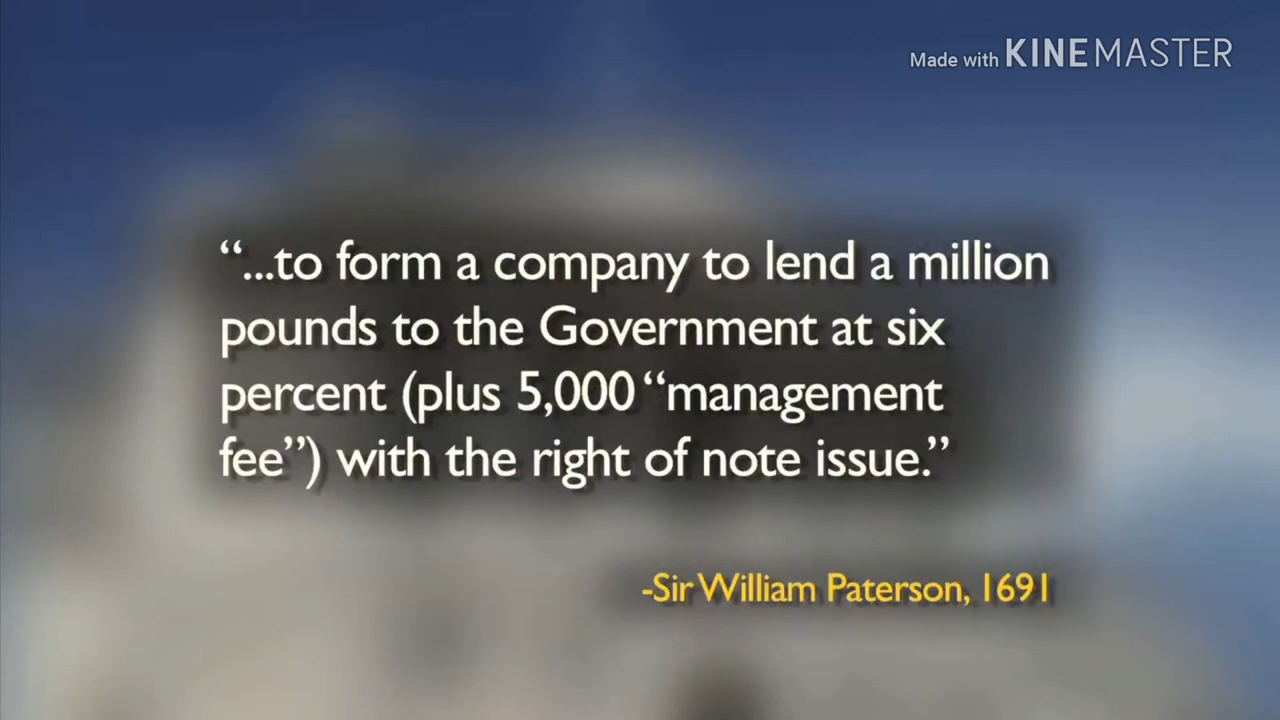 Made with KINEMASTER
“...to form a company to lend a million
pounds to the Government at six
percent (plus 5,000 “management
fee”) with the right of note issue.”
-Sir William Paterson, 1691